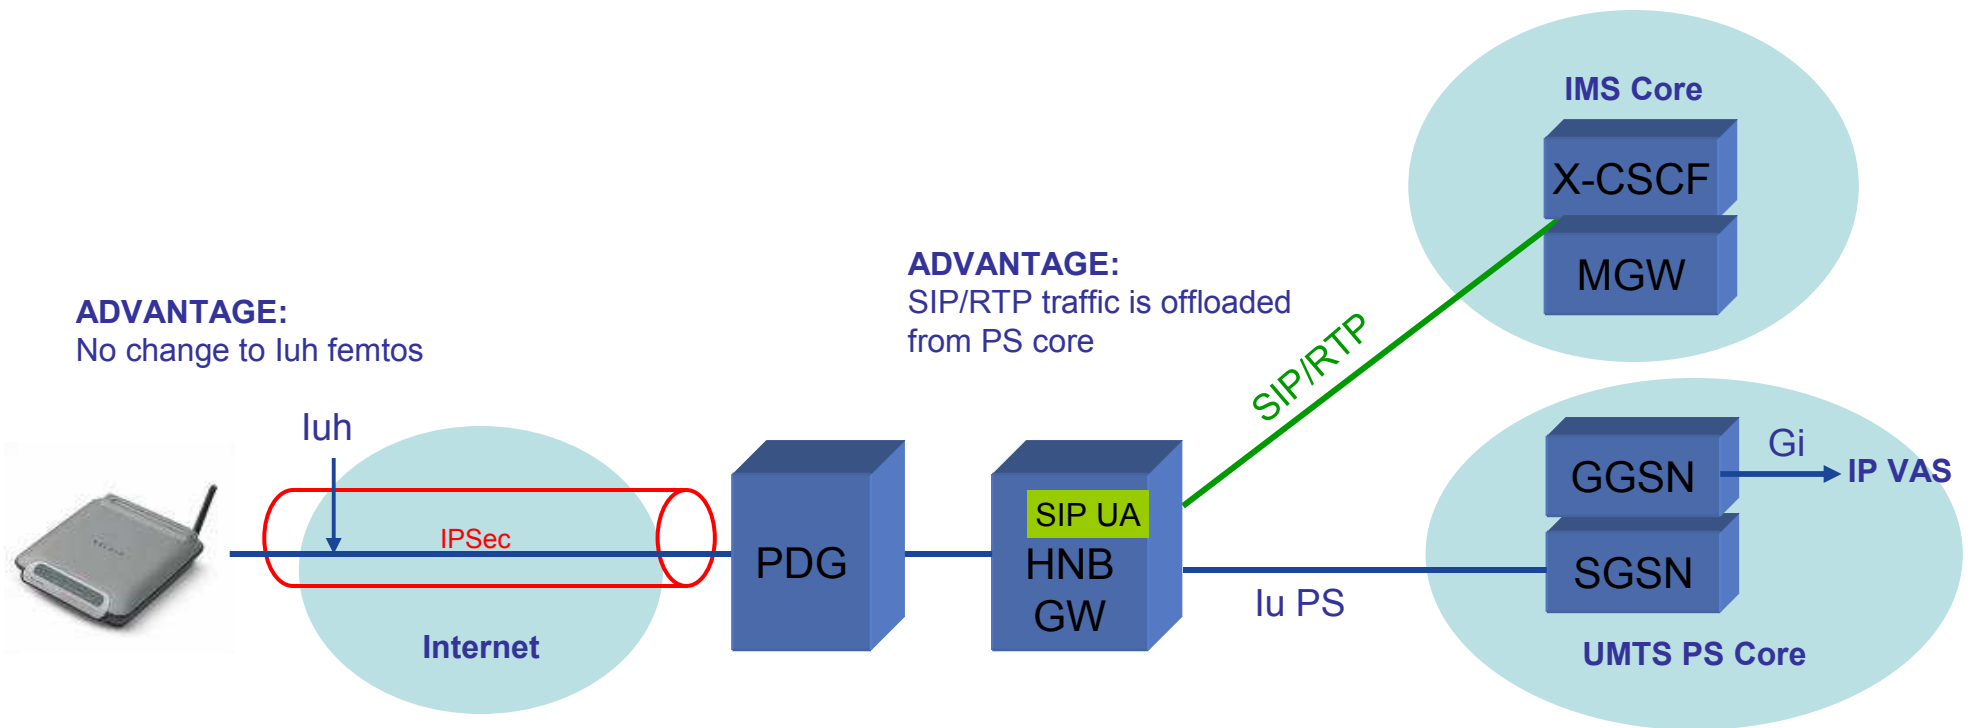 IMS Core
X-CSCF
MGW
ADVANTAGE:
SIP/RTP traffic is offloaded
from PS core
ADVANTAGE:
No change to Iuh femtos
SIP/RTP
Iuh
IPSec
Internet
PDG
SIP UA
HNB
GW
Iu PS
GGSN
Gi
IP VAS
SGSN
UMTS PS Core